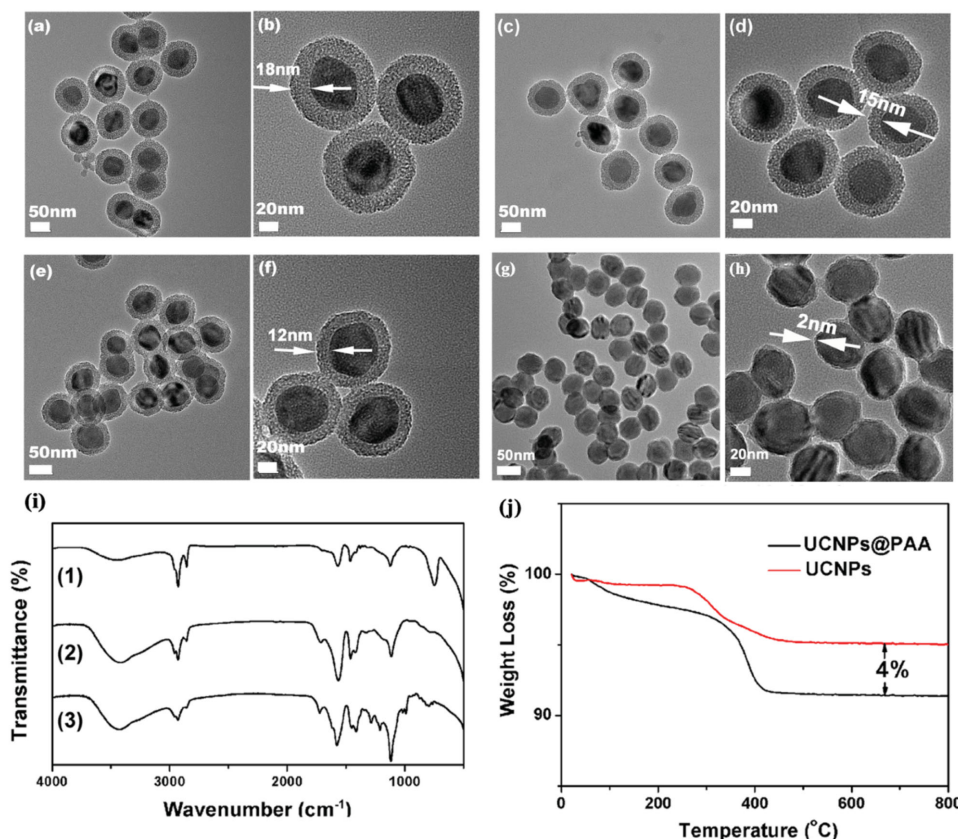 (a)
50nm
(b)
18nm
20nm
(c)
50nm
(d)
15nm
20nm
(e)
50nm
(f)
12nm
20nm
(g)
50nm
(h)
2nm
20nm
(i)
Transmittance (%)
(1)
(2)
(3)
4000 3000 2000 1000
Wavenumber (cm⁻¹)
(j)
Weight Loss (%)
100
90
UCNPs@PAA
UCNPs
4%
0 200 400 600 800
Temperature (°C)